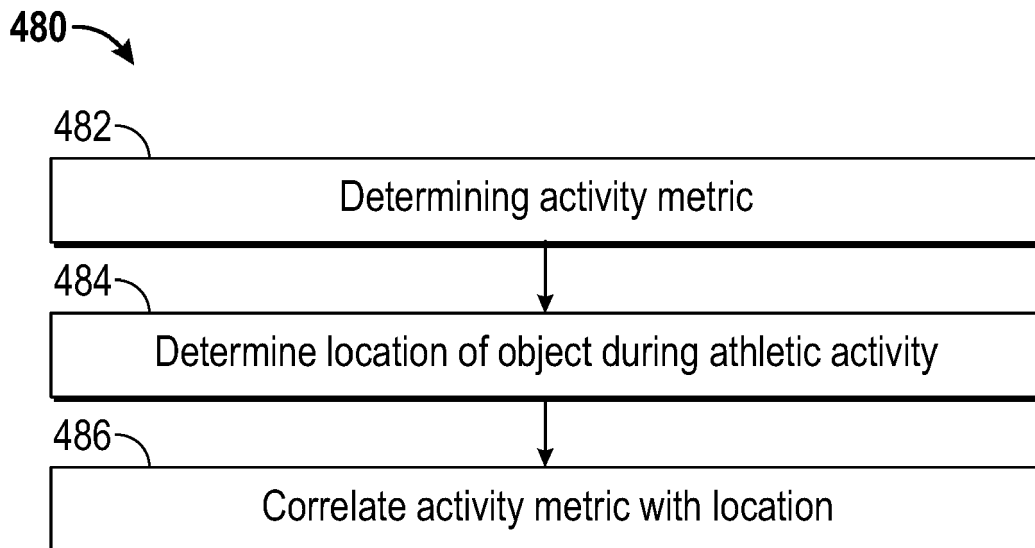 480
482
Determining activity metric
484
Determine location of object during athletic activity
486
Correlate activity metric with location